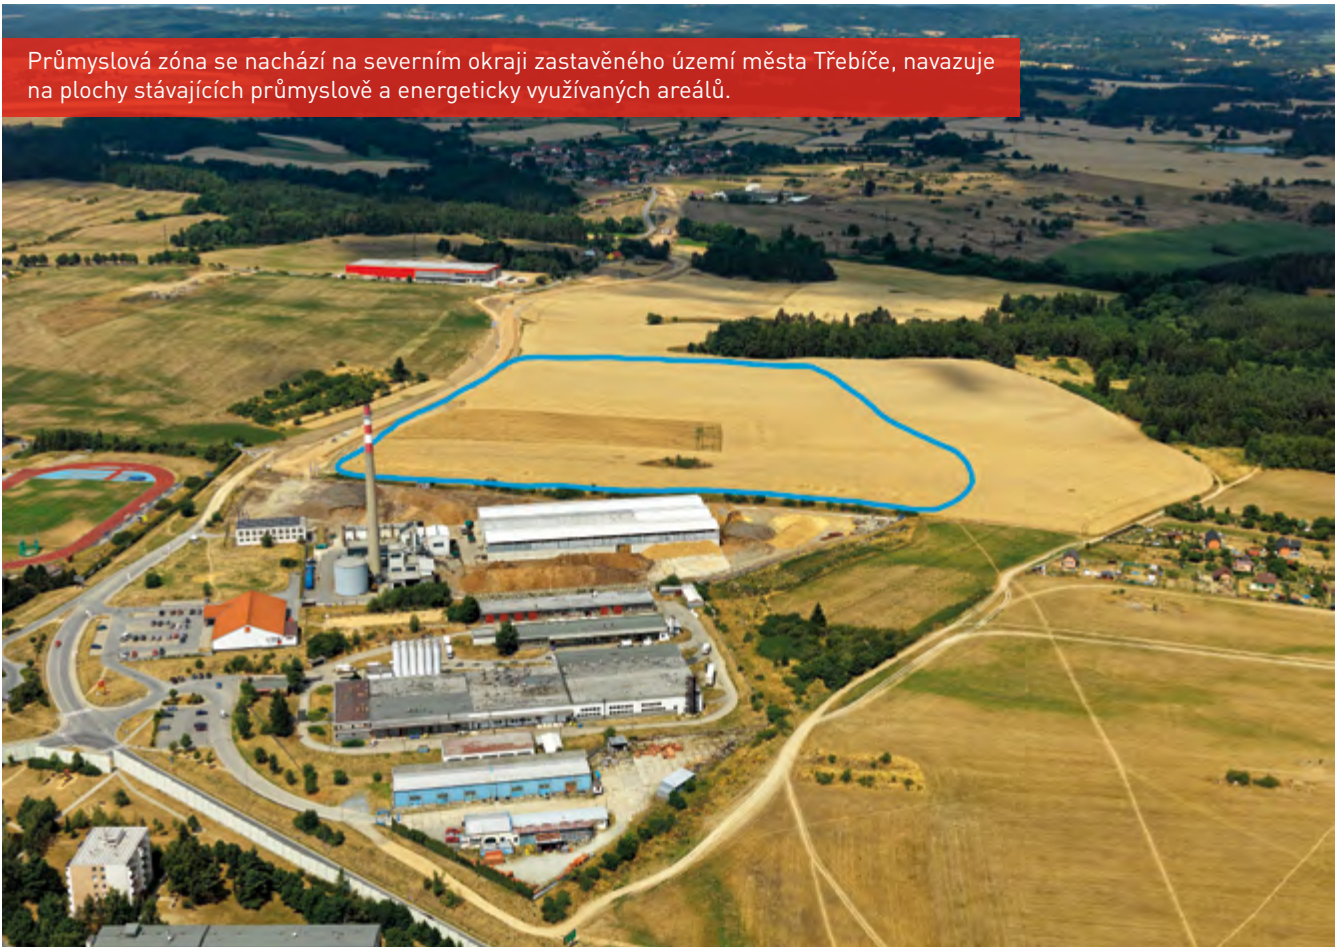 Průmyslová zóna se nachází na severním okraji zastavěného území města Třebíče, navazuje
na plochy stávajících průmyslově a energeticky využívaných areálů.